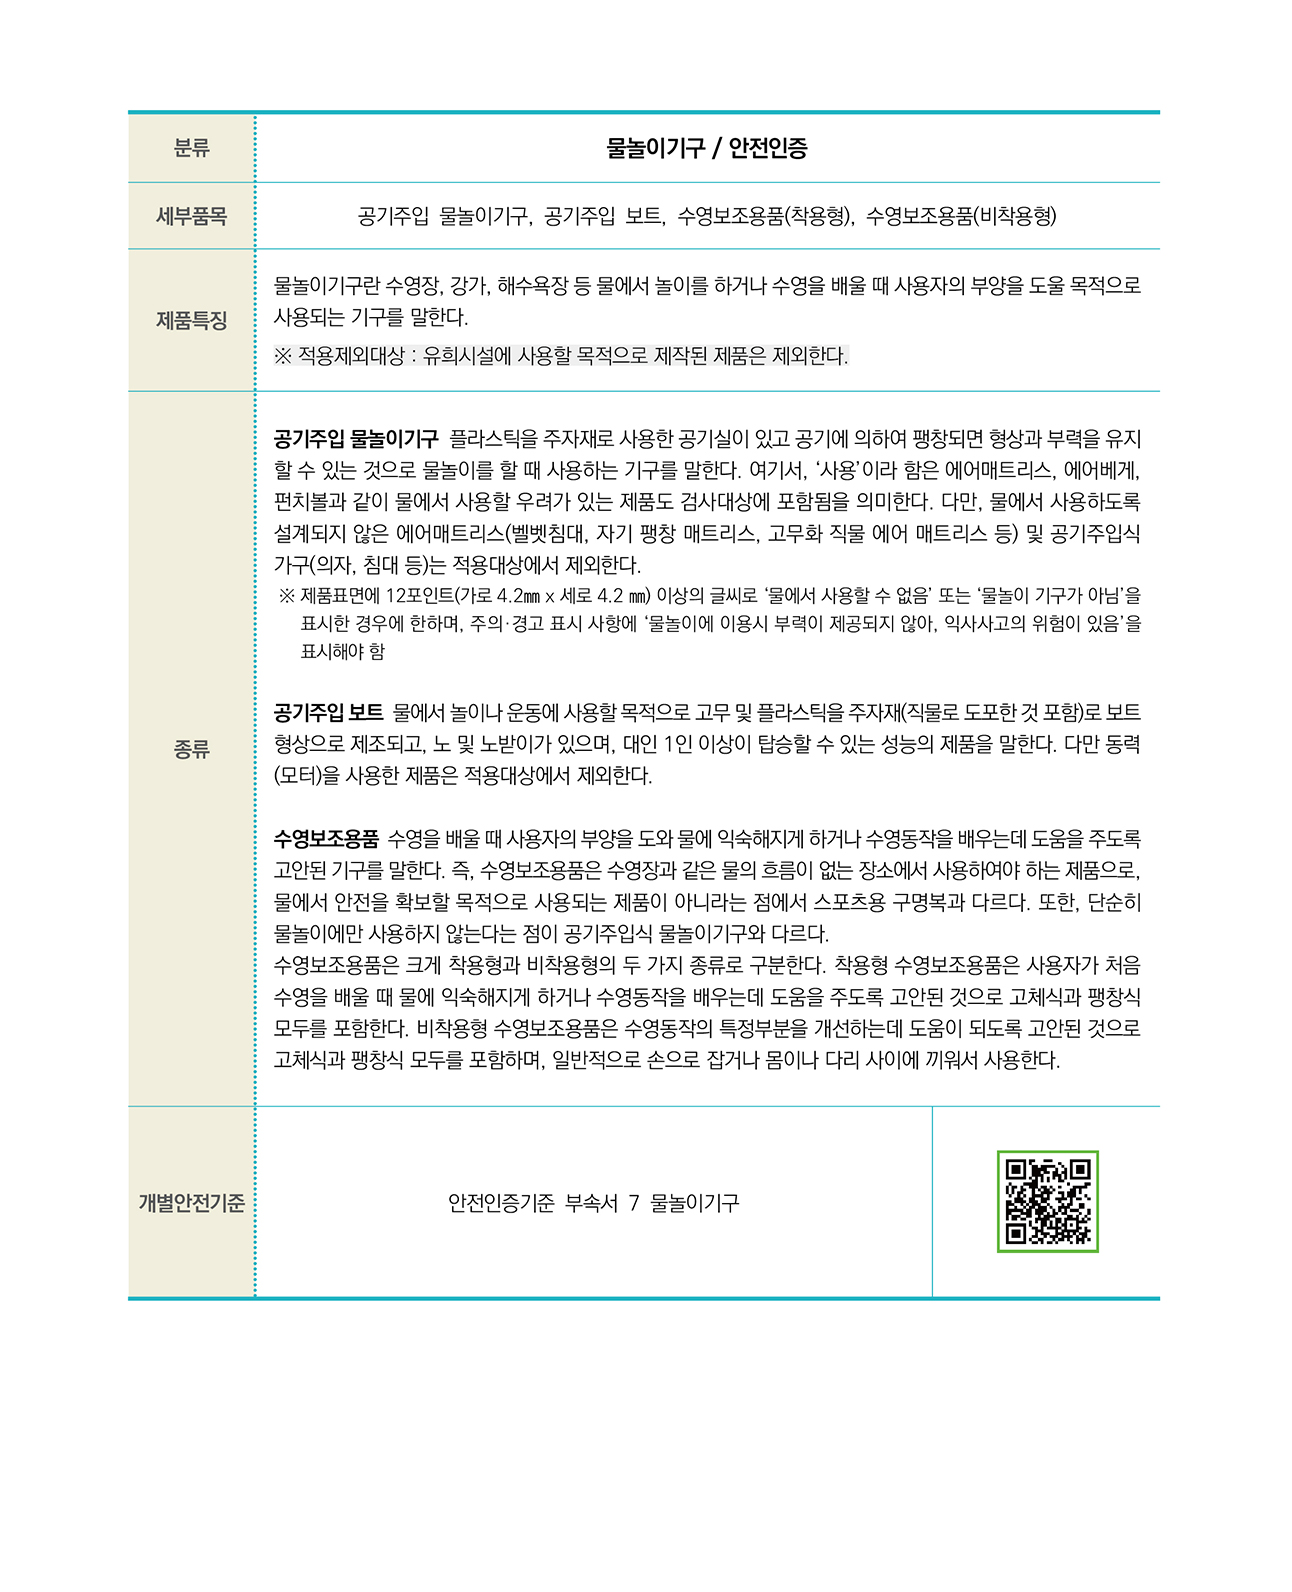 분류
물놀이기구 / 안전인증
세부품목
공기주입 물놀이기구, 공기주입 보트, 수영보조용품(착용형), 수영보조용품(비착용형)
제품특징
물놀이기구란 수영장, 강가, 해수욕장 등 물에서 놀이를 하거나 수영을 배울 때 사용자의 부양을 도울 목적으로
사용되는 기구를 말한다.
※ 적용제외대상 : 유희시설에 사용할 목적으로 제작된 제품은 제외한다.
종류
공기주입 물놀이기구 플라스틱을 주자재로 사용한 공기실이 있고 공기에 의하여 팽창되면 형상과 부력을 유지
할 수 있는 것으로 물놀이를 할 때 사용하는 기구를 말한다. 여기서, ‘사용’이라 함은 에어매트리스, 에어베게,
펀치볼과 같이 물에서 사용할 우려가 있는 제품도 검사대상에 포함됨을 의미한다. 다만, 물에서 사용하도록
설계되지 않은 에어매트리스(벨벳침대, 자기 팽창 매트리스, 고무화 직물 에어 매트리스 등) 및 공기주입식
가구(의자, 침대 등)는 적용대상에서 제외한다.
※ 제품표면에 12포인트(가로 4.2㎜ x 세로 4.2 ㎜) 이상의 글씨로 ‘물에서 사용할 수 없음’ 또는 ‘물놀이 기구가 아님’을
표시한 경우에 한하며, 주의·경고 표시 사항에 ‘물놀이에 이용시 부력이 제공되지 않아, 익사사고의 위험이 있음’을
표시해야 함
공기주입 보트 물에서 놀이나 운동에 사용할 목적으로 고무 및 플라스틱을 주자재(직물로 도포한 것 포함)로 보트
형상으로 제조되고, 노 및 노받이가 있으며, 대인 1인 이상이 탑승할 수 있는 성능의 제품을 말한다. 다만 동력
(모터)을 사용한 제품은 적용대상에서 제외한다.
수영보조용품 수영을 배울 때 사용자의 부양을 도와 물에 익숙해지게 하거나 수영동작을 배우는데 도움을 주도록
고안된 기구를 말한다. 즉, 수영보조용품은 수영장과 같은 물의 흐름이 없는 장소에서 사용하여야 하는 제품으로,
물에서 안전을 확보할 목적으로 사용되는 제품이 아니라는 점에서 스포츠용 구명복과 다르다. 또한, 단순히
물놀이에만 사용하지 않는다는 점이 공기주입식 물놀이기구와 다르다.
수영보조용품은 크게 착용형과 비착용형의 두 가지 종류로 구분한다. 착용형 수영보조용품은 사용자가 처음
수영을 배울 때 물에 익숙해지게 하거나 수영동작을 배우는데 도움을 주도록 고안된 것으로 고체식과 팽창식
모두를 포함한다. 비착용형 수영보조용품은 수영동작의 특정부분을 개선하는데 도움이 되도록 고안된 것으로
고체식과 팽창식 모두를 포함하며, 일반적으로 손으로 잡거나 몸이나 다리 사이에 끼워서 사용한다.
개별안전기준
안전인증기준 부속서 7 물놀이기구